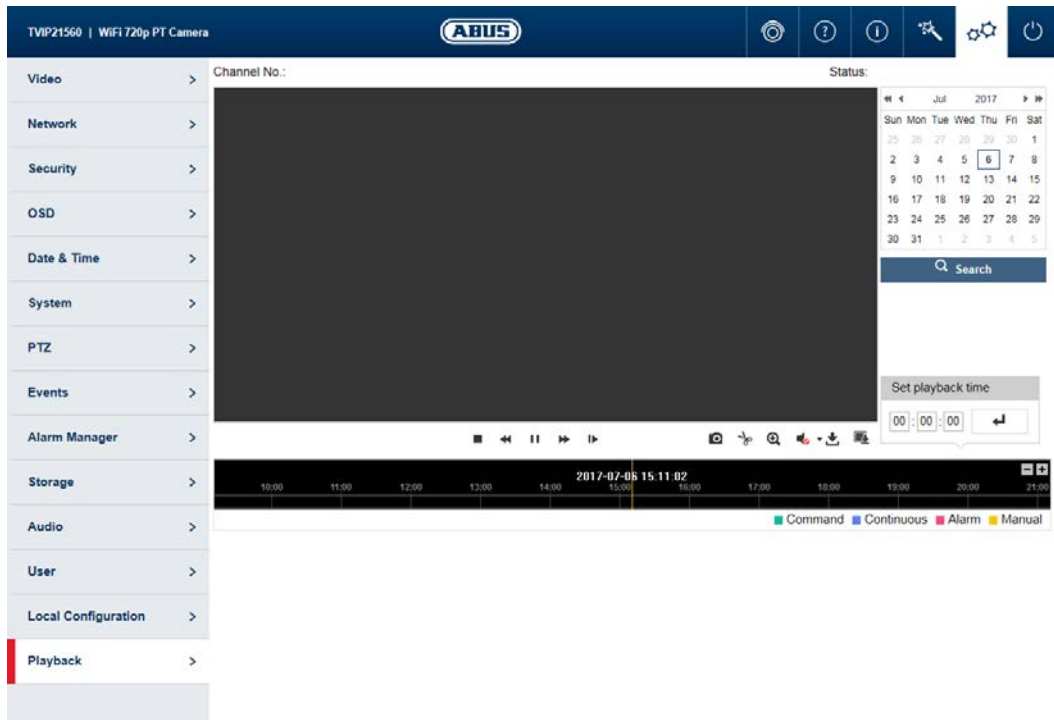 TVIP21560 | WiFi 720p PT Camera
ABUS
Video
Network
Security
OSD
Date & Time
System
PTZ
Events
Alarm Manager
Storage
Audio
User
Local Configuration
Playback
Channel No.:
Status:
Jul 2017
Sun Mon Tue Wed Thu Fri Sat
25 26 27 28 29 30 1
2 3 4 5 6 7 8
9 10 11 12 13 14 15
16 17 18 19 20 21 22
23 24 25 26 27 28 29
30 31 1 2 3 4 5
Search
Set playback time
00 : 00 : 00
2017-07-06 15:11:02
10:00 11:00 12:00 13:00 14:00 15:00 16:00 17:00 18:00 19:00 20:00 21:00
Command Continuous Alarm Manual